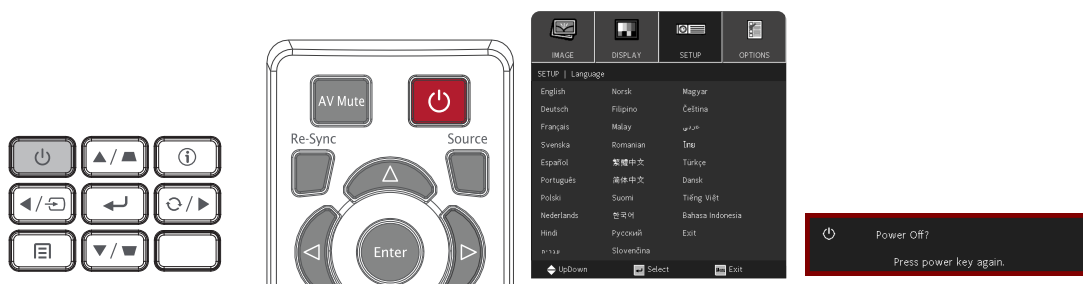 AV Mute
Re-Sync Source
Enter
IMAGE DISPLAY SETUP OPTIONS
SETUP | Language
English Norsk Magyar
Deutsch Filipino Čeština
Français Malay عربي
Svenska Romanian ไทย
Español 繁體中文 Türkçe
Português 简体中文 Dansk
Polski Suomi Tiếng Việt
Nederlands 한국어 Bahasa Indonesia
Hindi Русский Exit
עברית Slovenčina
UpDown Select Menu Exit
Power Off?
Press power key again.